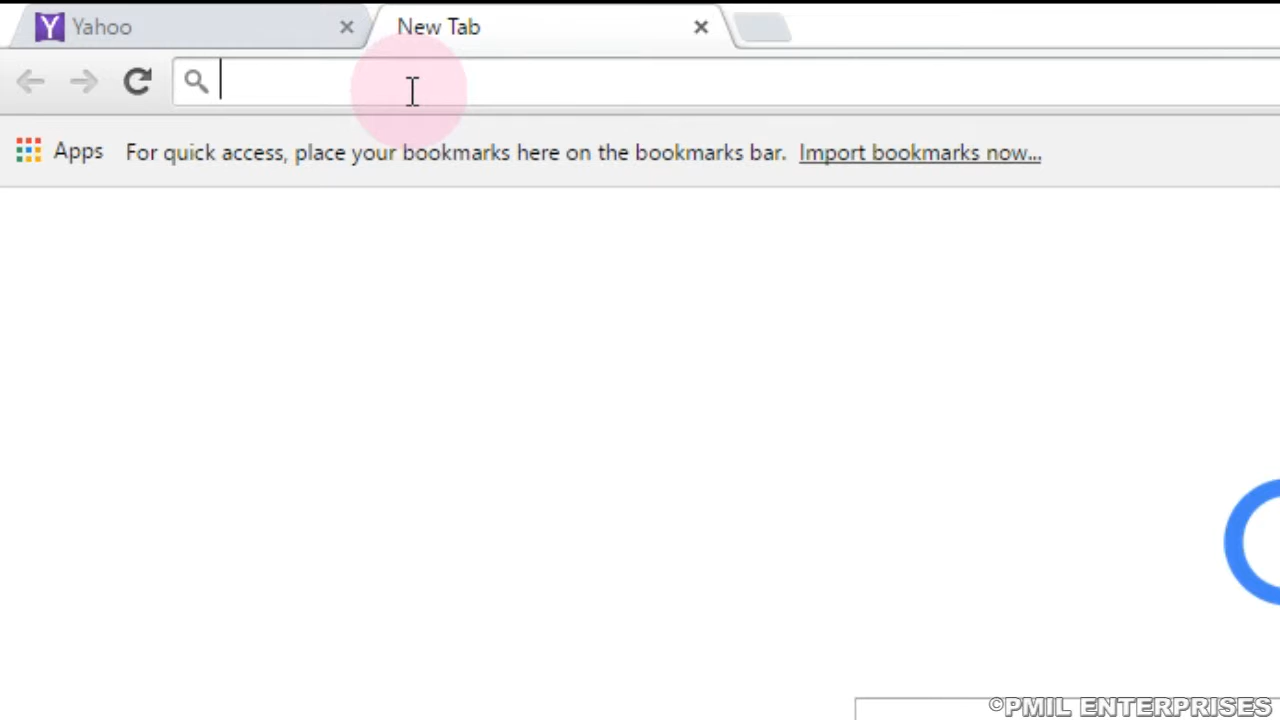 Yahoo
New Tab
Apps
For quick access, place your bookmarks here on the bookmarks bar. Import bookmarks now...
©PMIL ENTERPRISES